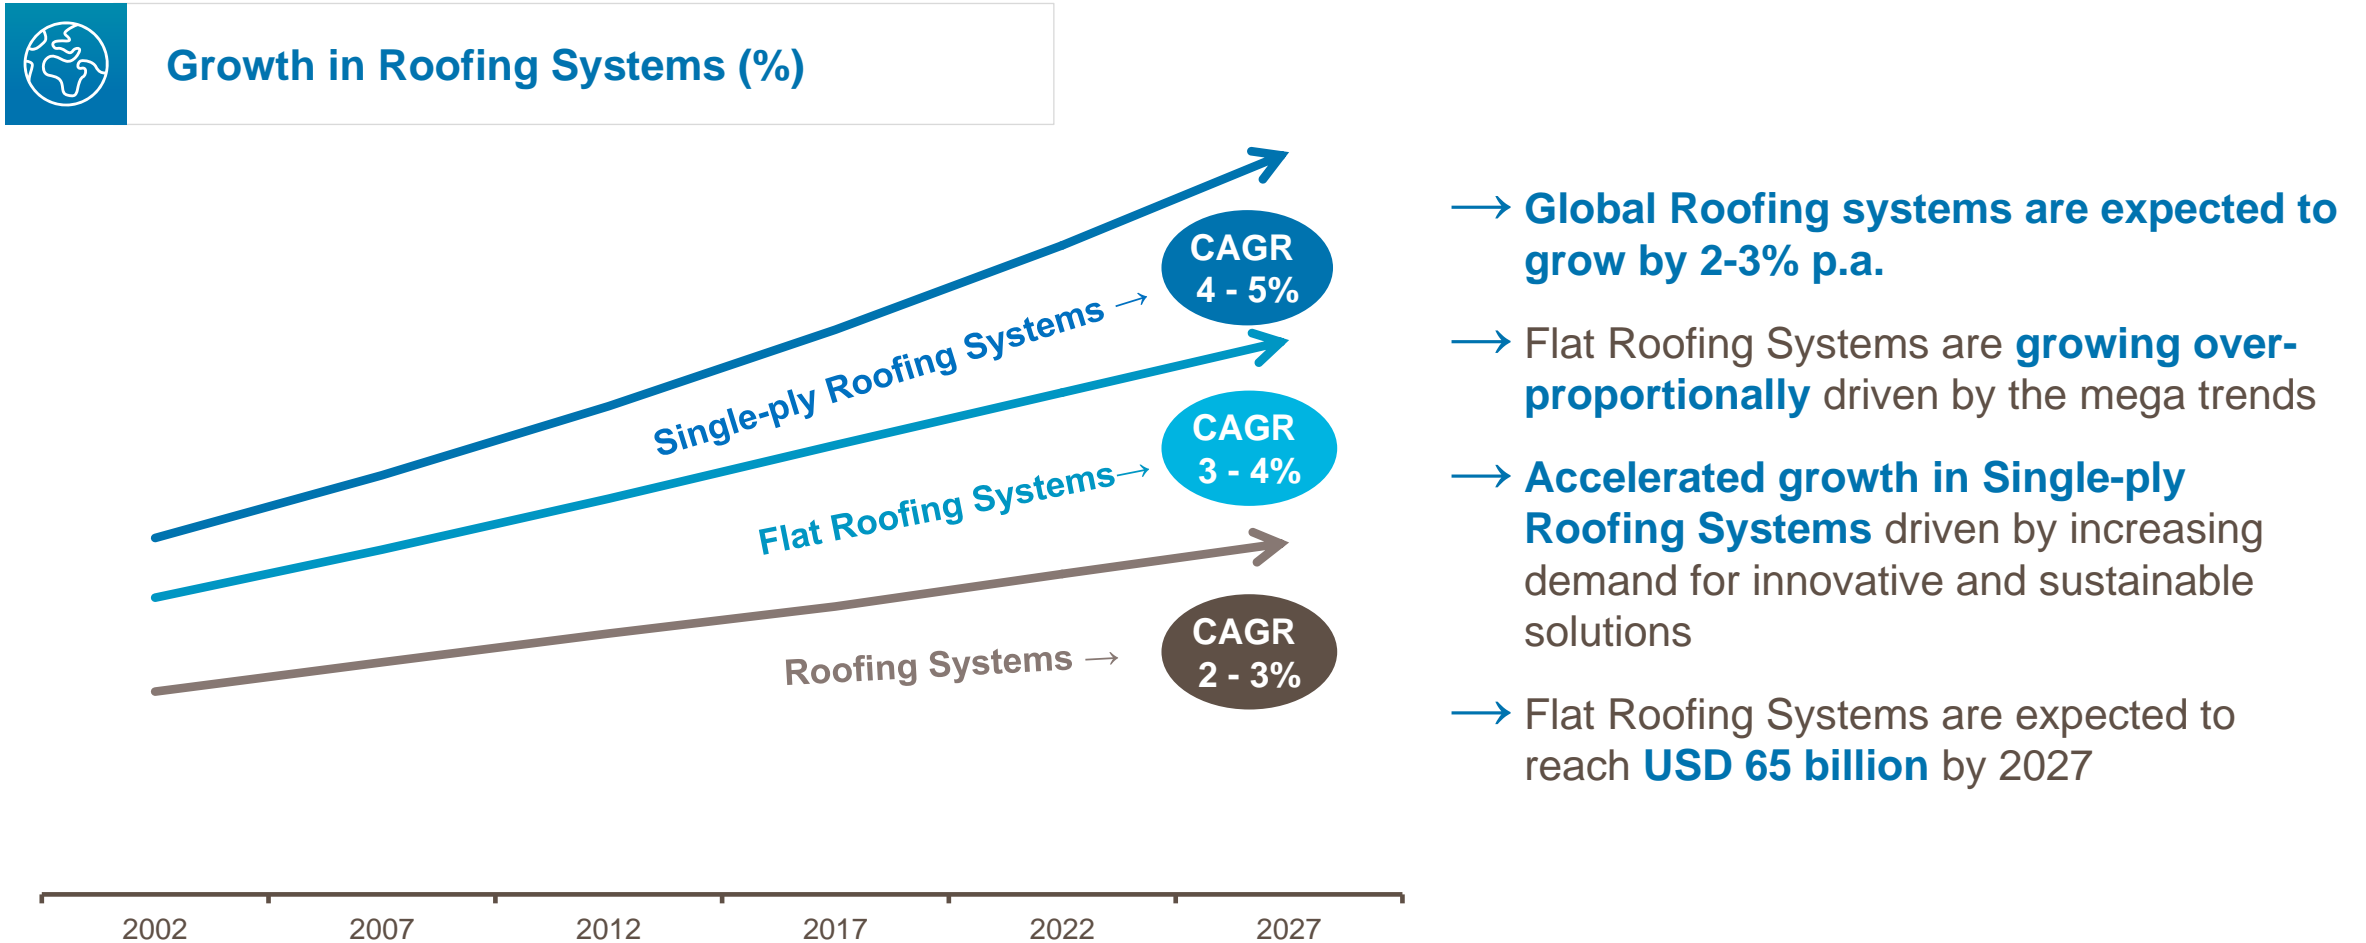 Growth in Roofing Systems (%)
CAGR
4 - 5%
Single-ply Roofing Systems →
CAGR
3 - 4%
Flat Roofing Systems→
CAGR
2 - 3%
Roofing Systems →
2002 2007 2012 2017 2022 2027
→ Global Roofing systems are expected to
grow by 2-3% p.a.
→ Flat Roofing Systems are growing over-
proportionally driven by the mega trends
→ Accelerated growth in Single-ply
Roofing Systems driven by increasing
demand for innovative and sustainable
solutions
→ Flat Roofing Systems are expected to
reach USD 65 billion by 2027